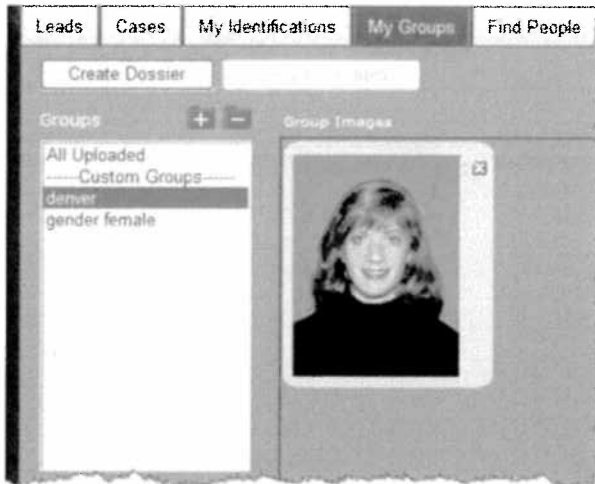 Leads Cases My Identifications My Groups Find People
Create Dossier
Groups + − Group Images
All Uploaded
------Custom Groups------
denver
gender female